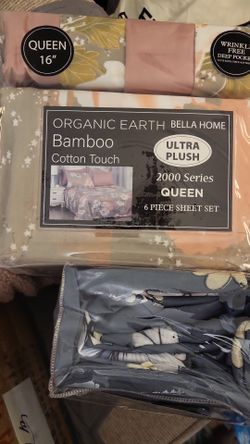 QUEEN
16"
WRINKLE
FREE
DEEP POCKET
ORGANIC EARTH BELLA HOME
Bamboo
Cotton Touch
ULTRA
PLUSH
2000 Series
QUEEN
6 PIECE SHEET SET